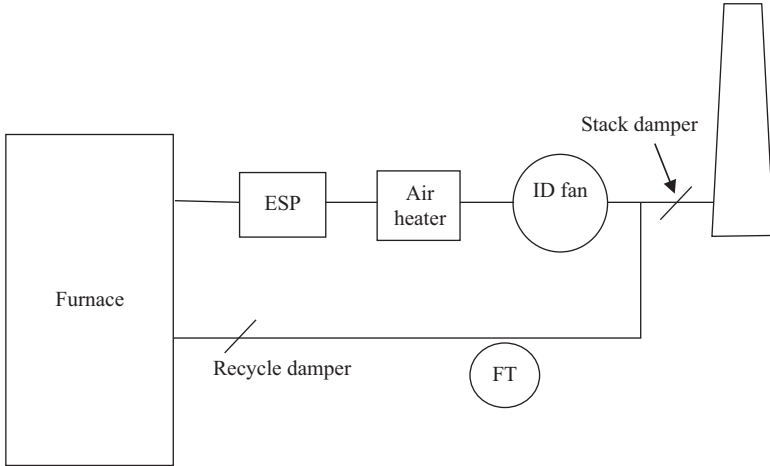 Stack damper
ESP
Air
heater
ID fan
Furnace
Recycle damper
FT